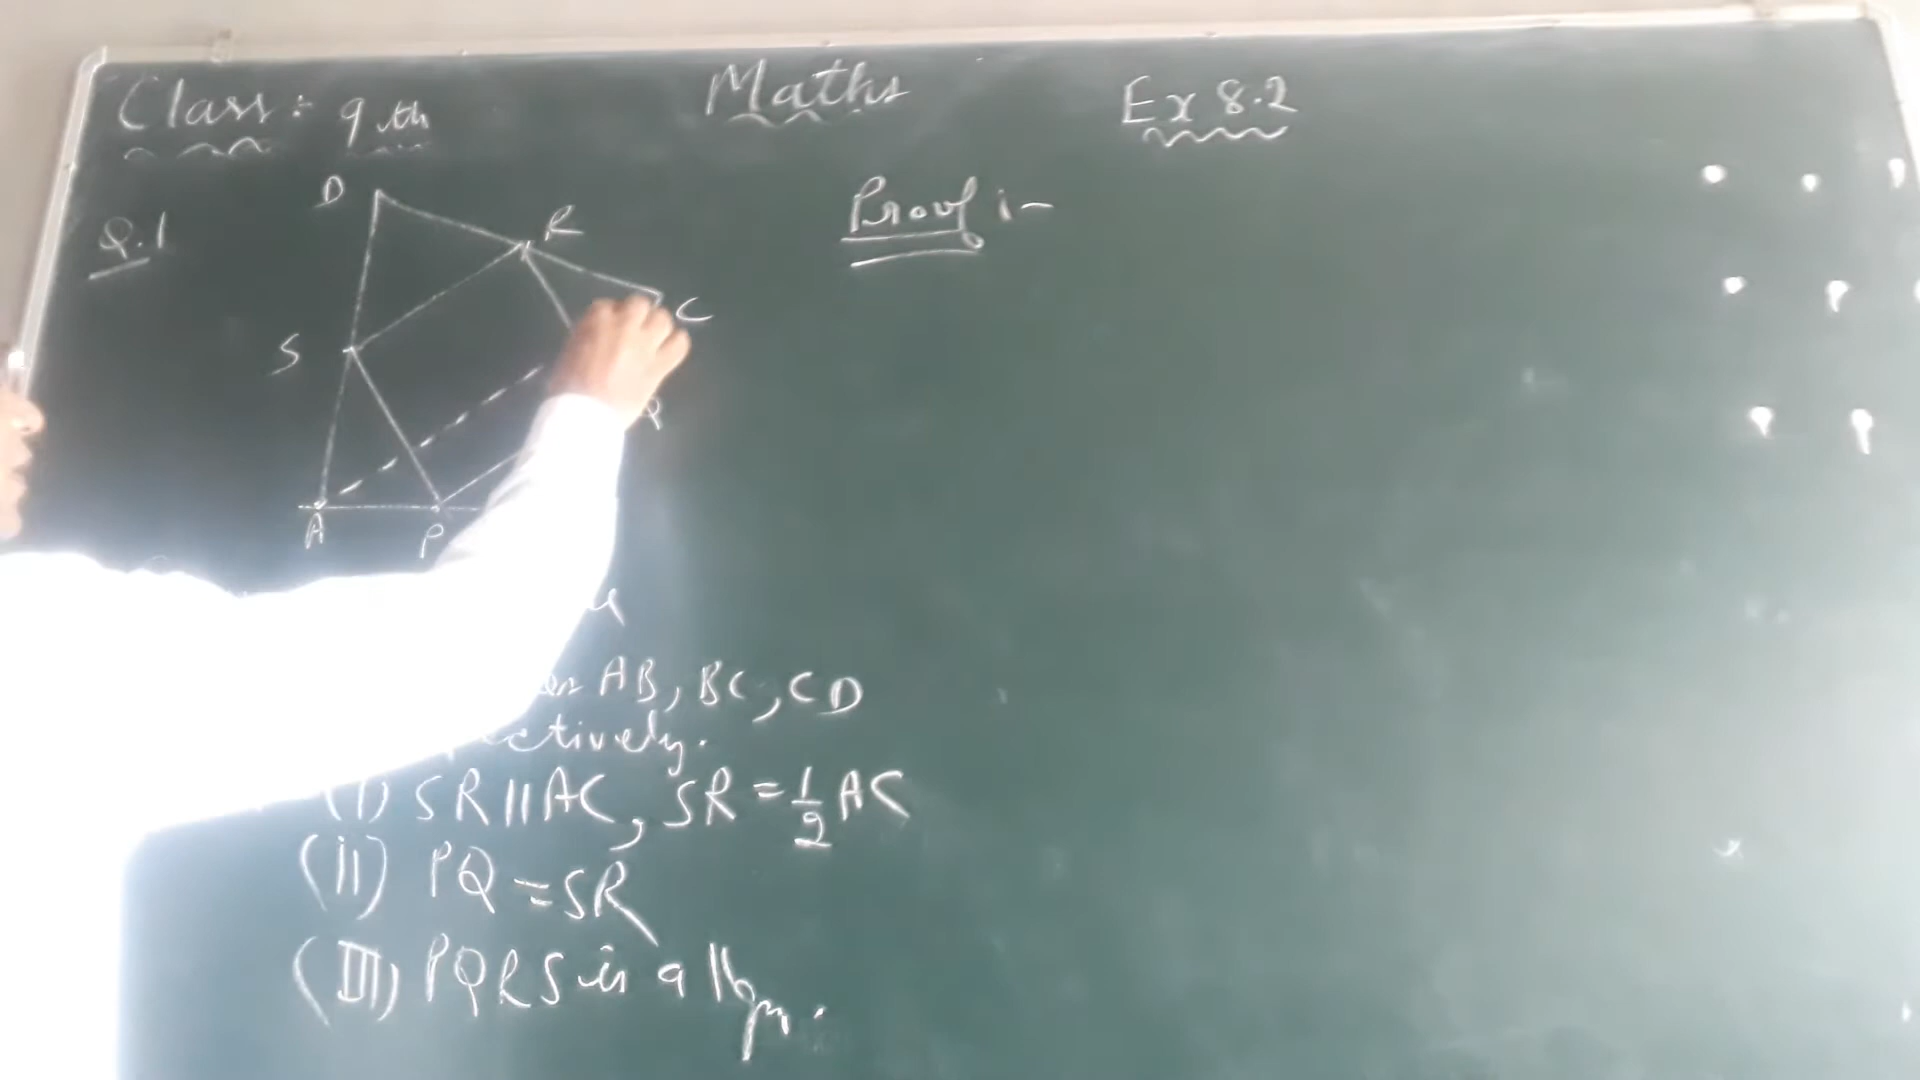 Class :- 9th
Maths
Ex 8.2
Q.1
D
R
C
S
Q
A
P
Proof :-
AB, BC, CD
ectively.
(I) SR || AC, SR = 1/2 AC
(ii) PQ = SR
(III) PQRS is a ||gm.